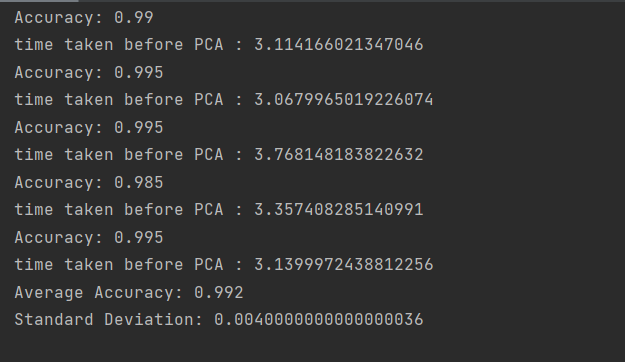 Accuracy: 0.99
time taken before PCA : 3.114166021347046
Accuracy: 0.995
time taken before PCA : 3.0679965019226074
Accuracy: 0.995
time taken before PCA : 3.768148183822632
Accuracy: 0.985
time taken before PCA : 3.357408285140991
Accuracy: 0.995
time taken before PCA : 3.1399972438812256
Average Accuracy: 0.992
Standard Deviation: 0.0040000000000000036